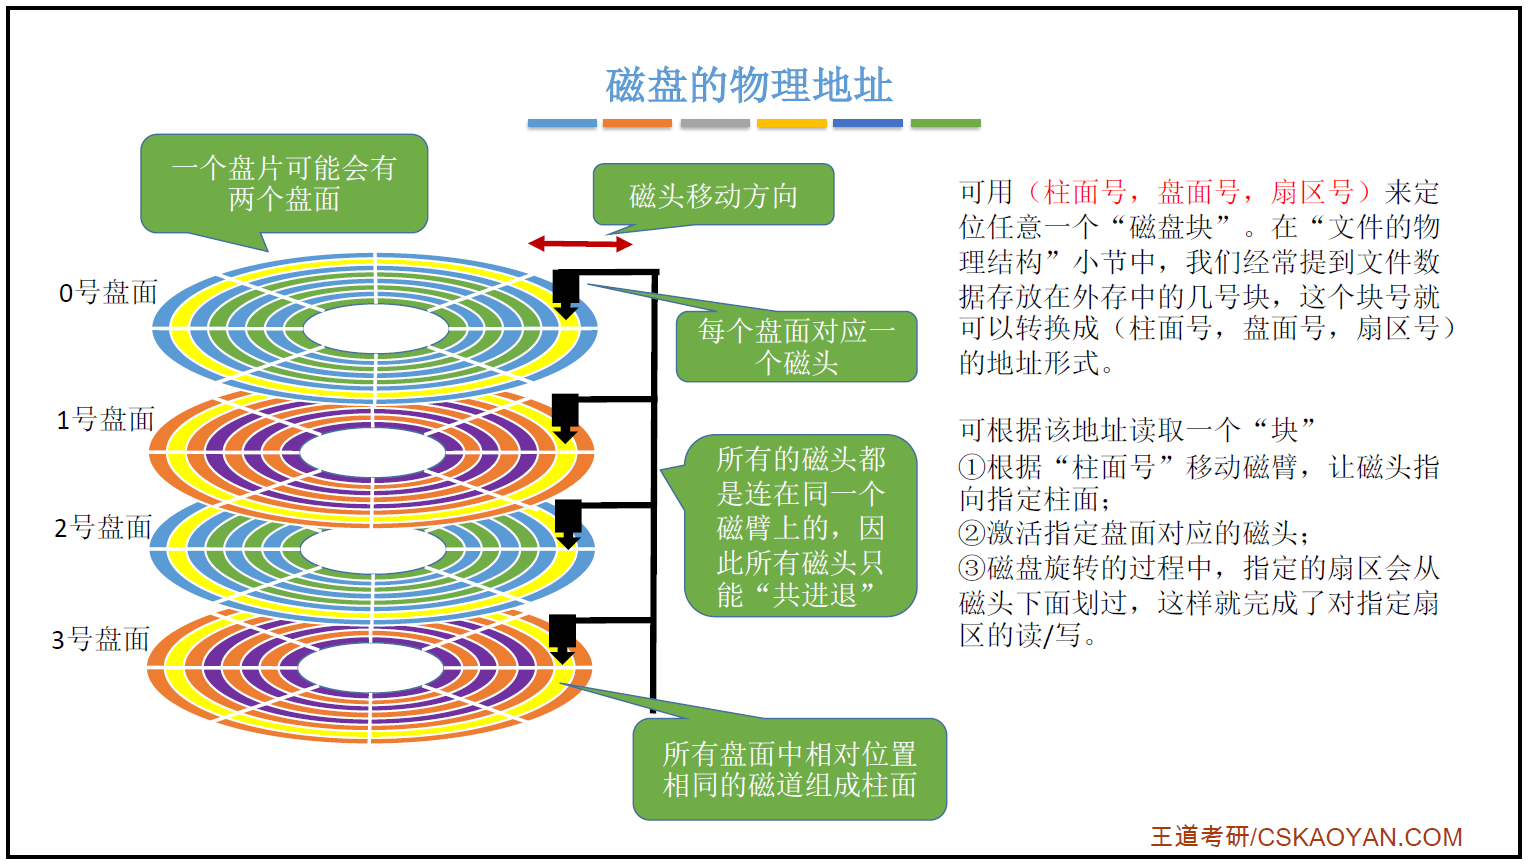 磁盘的物理地址
一个盘片可能会有
两个盘面
磁头移动方向
0号盘面
每个盘面对应一
个磁头
1号盘面
所有的磁头都
是连在同一个
磁臂上的，因
此所有磁头只
能“共进退”
2号盘面
3号盘面
所有盘面中相对位置
相同的磁道组成柱面
可用（柱面号，盘面号，扇区号）来定
位任意一个“磁盘块”。在“文件的物
理结构”小节中，我们经常提到文件数
据存放在外存中的几号块，这个块号就
可以转换成（柱面号，盘面号，扇区号）
的地址形式。
可根据该地址读取一个“块”
①根据“柱面号”移动磁臂，让磁头指
向指定柱面；
②激活指定盘面对应的磁头；
③磁盘旋转的过程中，指定的扇区会从
磁头下面划过，这样就完成了对指定扇
区的读/写。
王道考研/CSKAOYAN.COM